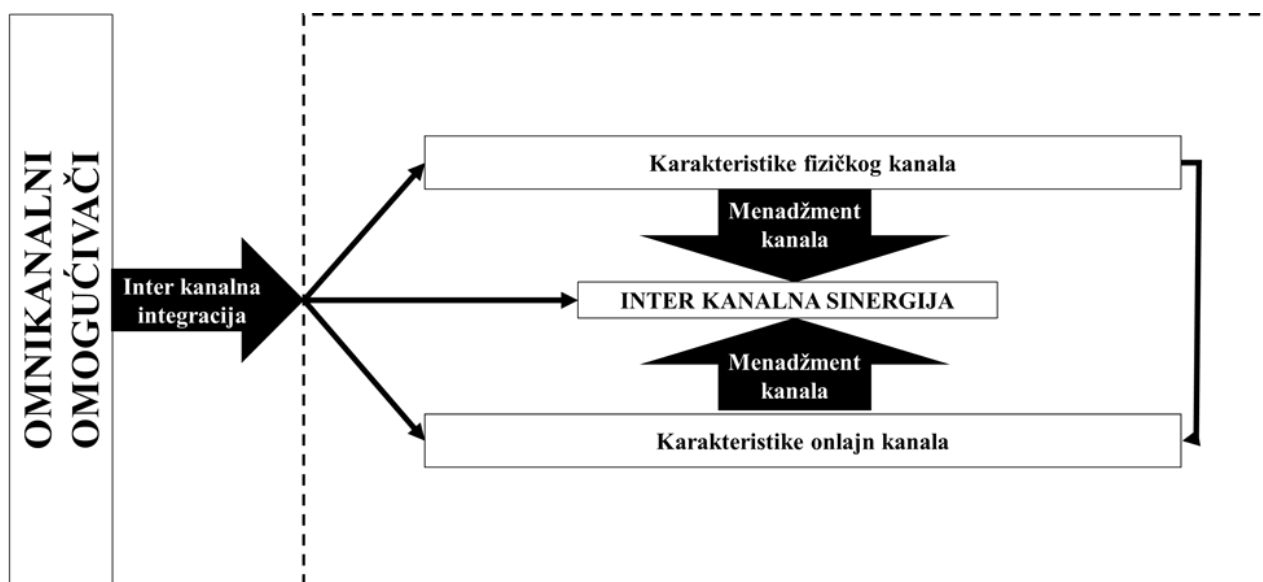 OMNIKANALNI
OMOGUĆIVAČI
Inter kanalna
integracija
Karakteristike fizičkog kanala
Menadžment
kanala
INTER KANALNA SINERGIJA
Menadžment
kanala
Karakteristike onlajn kanala